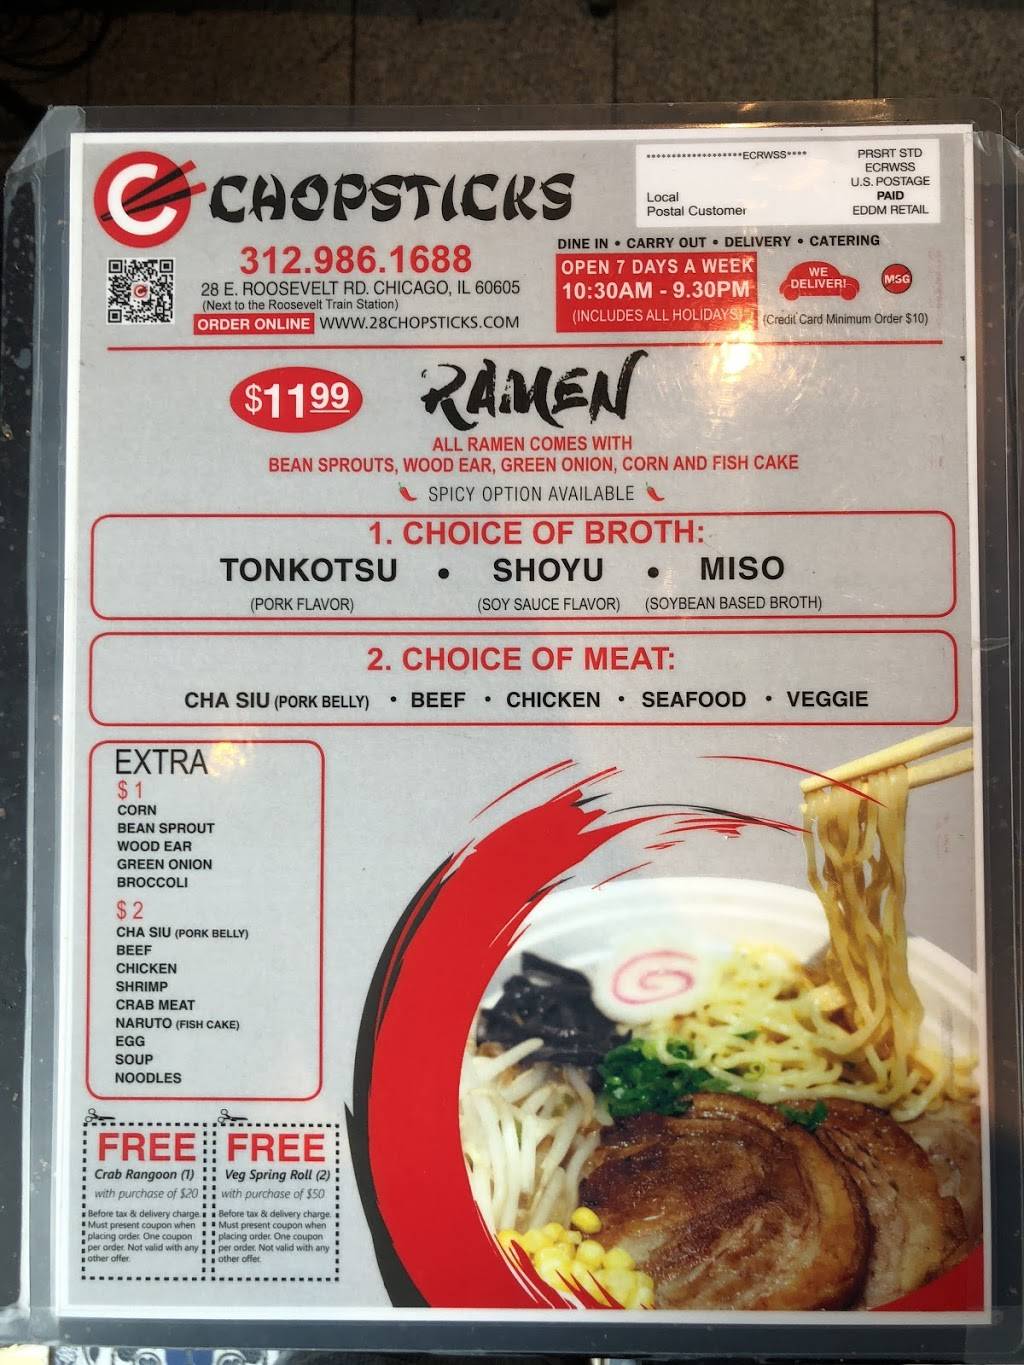 CHOPSTICKS
*******************ECRWSS****
Local
Postal Customer
PRSRT STD
ECRWSS
U.S. POSTAGE
PAID
EDDM RETAIL
312.986.1688
28 E. ROOSEVELT RD. CHICAGO, IL 60605
(Next to the Roosevelt Train Station)
ORDER ONLINE WWW.28CHOPSTICKS.COM
DINE IN • CARRY OUT • DELIVERY • CATERING
OPEN 7 DAYS A WEEK
10:30AM - 9.30PM
(INCLUDES ALL HOLIDAYS)
WE
DELIVER!
MSG
(Credit Card Minimum Order $10)
$11.99 RAMEN
ALL RAMEN COMES WITH
BEAN SPROUTS, WOOD EAR, GREEN ONION, CORN AND FISH CAKE
SPICY OPTION AVAILABLE
1. CHOICE OF BROTH:
TONKOTSU • SHOYU • MISO
(PORK FLAVOR) (SOY SAUCE FLAVOR) (SOYBEAN BASED BROTH)
2. CHOICE OF MEAT:
CHA SIU (PORK BELLY) • BEEF • CHICKEN • SEAFOOD • VEGGIE
EXTRA
$ 1
CORN
BEAN SPROUT
WOOD EAR
GREEN ONION
BROCCOLI
$ 2
CHA SIU (PORK BELLY)
BEEF
CHICKEN
SHRIMP
CRAB MEAT
NARUTO (FISH CAKE)
EGG
SOUP
NOODLES
FREE
Crab Rangoon (1)
with purchase of $20
Before tax & delivery charge.
Must present coupon when
placing order. One coupon
per order. Not valid with any
other offer.
FREE
Veg Spring Roll (2)
with purchase of $50
Before tax & delivery charge.
Must present coupon when
placing order. One coupon
per order. Not valid with any
other offer.